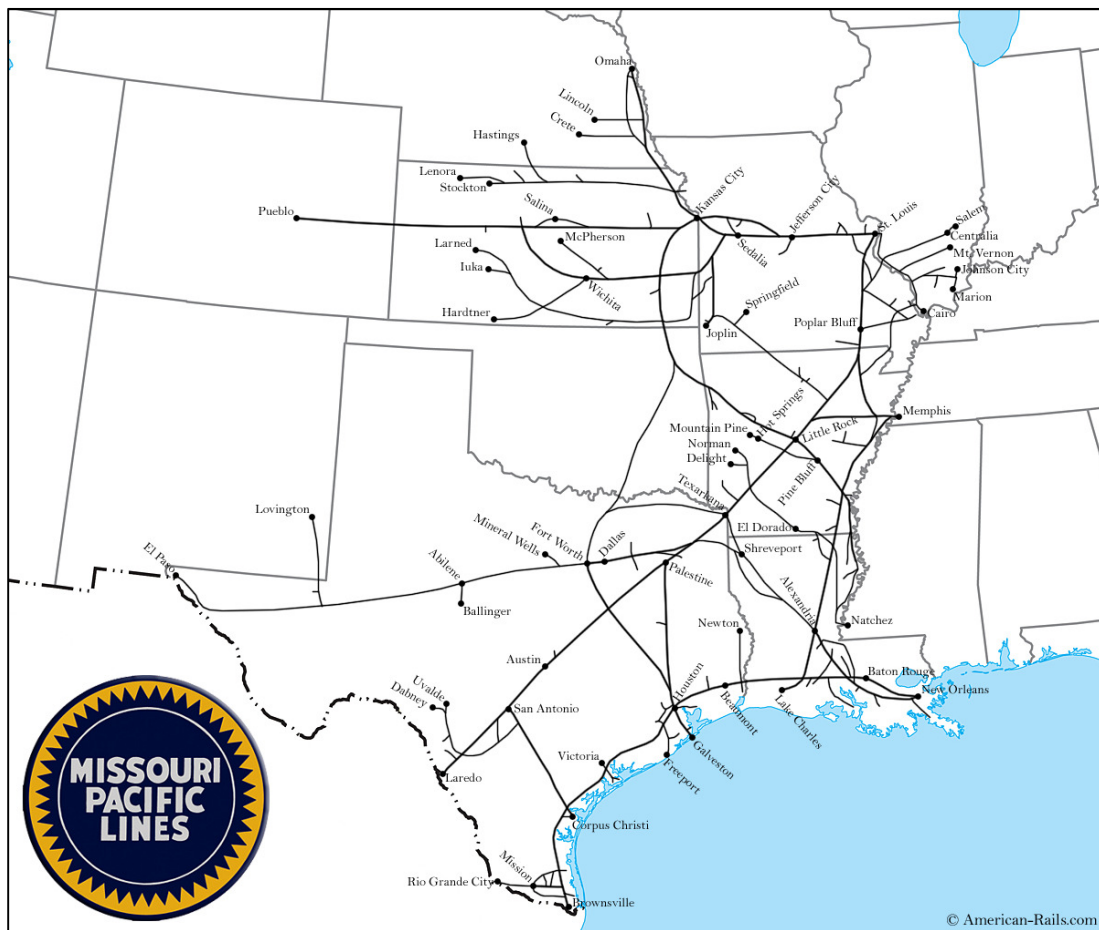 Omaha
Lincoln
Crete
Hastings
Lenora
Stockton
Kansas City
Jefferson City
St. Louis
Salem
Centralia
Pueblo
Salina
McPherson
Sedalia
Mt. Vernon
Larned
Iuka
Johnson City
Wichita
Springfield
Marion
Hardtner
Joplin
Poplar Bluff
Cairo
Memphis
Mountain Pine
Hot Springs
Little Rock
Norman
Delight
Pine Bluff
Texarkana
Lovington
El Dorado
Mineral Wells
Fort Worth
Dallas
Shreveport
El Paso
Abilene
Palestine
Ballinger
Alexandria
Newton
Natchez
Austin
Baton Rouge
Uvalde
Dabney
Houston
New Orleans
San Antonio
Beaumont
Lake Charles
Victoria
Galveston
Freeport
Laredo
Corpus Christi
Mission
Rio Grande City
Brownsville
MISSOURI
PACIFIC
LINES
© American-Rails.com